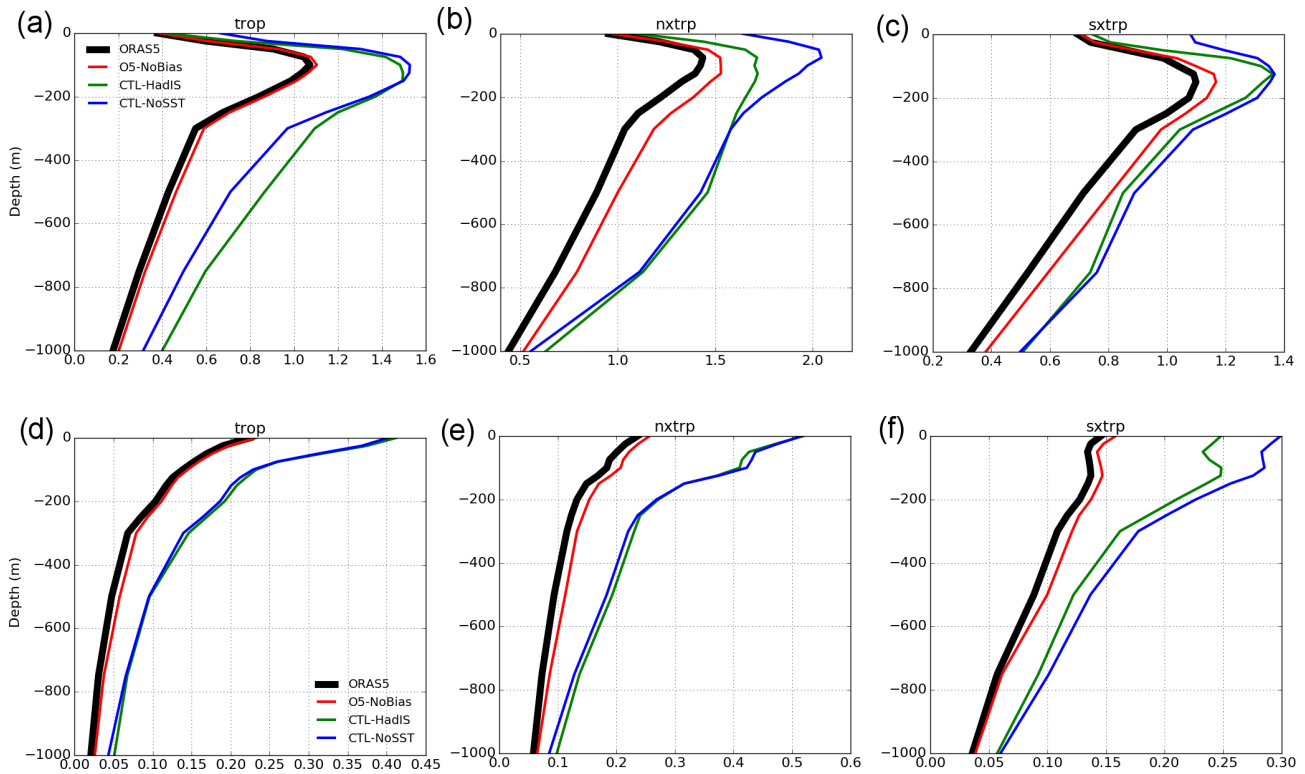 (a)
trop
ORAS5
O5-NoBias
CTL-HadIS
CTL-NoSST
Depth (m)
0
−200
−400
−600
−800
−1000
0.0 0.2 0.4 0.6 0.8 1.0 1.2 1.4 1.6
(b)
nxtrp
0
−200
−400
−600
−800
−1000
0.5 1.0 1.5 2.0
(c)
sxtrp
0
−200
−400
−600
−800
−1000
0.2 0.4 0.6 0.8 1.0 1.2 1.4
(d)
trop
Depth (m)
0
−200
−400
−600
−800
−1000
ORAS5
O5-NoBias
CTL-HadIS
CTL-NoSST
0.00 0.05 0.10 0.15 0.20 0.25 0.30 0.35 0.40 0.45
(e)
nxtrp
0
−200
−400
−600
−800
−1000
0.0 0.1 0.2 0.3 0.4 0.5 0.6
(f)
sxtrp
0
−200
−400
−600
−800
−1000
0.00 0.05 0.10 0.15 0.20 0.25 0.30